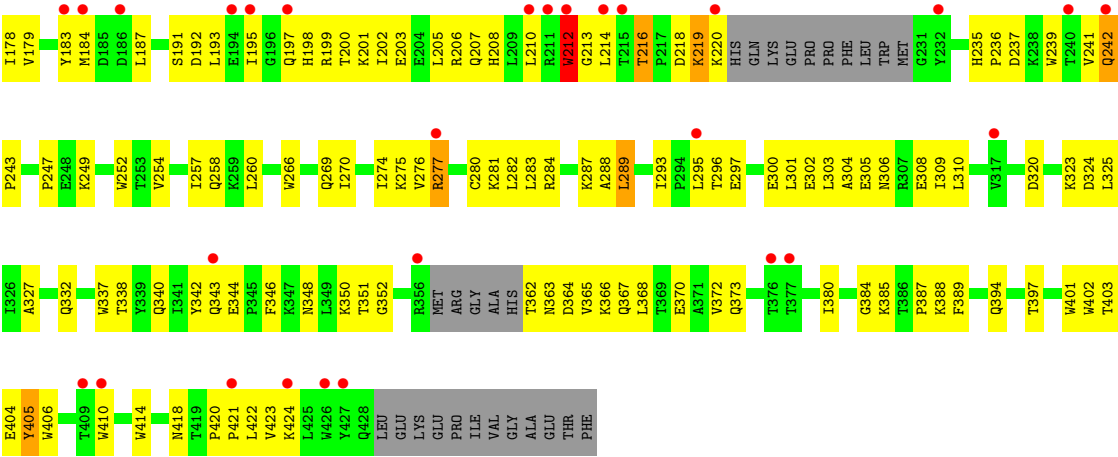 I178 V179 Y183 M184 D185 D186 L187 S191 D192 L193 E194 I195 G196 Q197 H198 R199 T200 K201 I202 E203 E204 L205 R206 Q207 H208 L209 L210 R211 W212 G213 L214 T215 T216 P217 D218 K219 K220 HIS GLN LYS GLU PRO PRO PHE LEU TRP MET G231 Y232 H235 P236 D237 K238 W239 T240 V241 Q242
P243 P247 E248 K249 W252 T253 V254 I257 Q258 K259 L260 W266 Q269 I270 I274 K275 V276 R277 C280 K281 L282 L283 R284 K287 A288 L289 I293 P294 L295 T296 E297 E300 L301 E302 L303 A304 E305 N306 R307 E308 I309 L310 V317 D320 K323 D324 L325
I326 A327 Q332 W337 T338 Y339 Q340 I341 Y342 Q343 E344 P345 F346 K347 N348 L349 K350 T351 G352 R356 MET ARG GLY ALA HIS T362 N363 D364 V365 K366 Q367 L368 T369 E370 A371 V372 Q373 T376 T377 I380 G384 K385 T386 P387 K388 F389 Q394 T397 W401 W402 T403
E404 Y405 W406 T409 W410 W414 N418 T419 P420 P421 L422 V423 K424 L425 W426 Y427 Q428 LEU GLU LYS GLU PRO ILE VAL GLY ALA GLU THR PHE